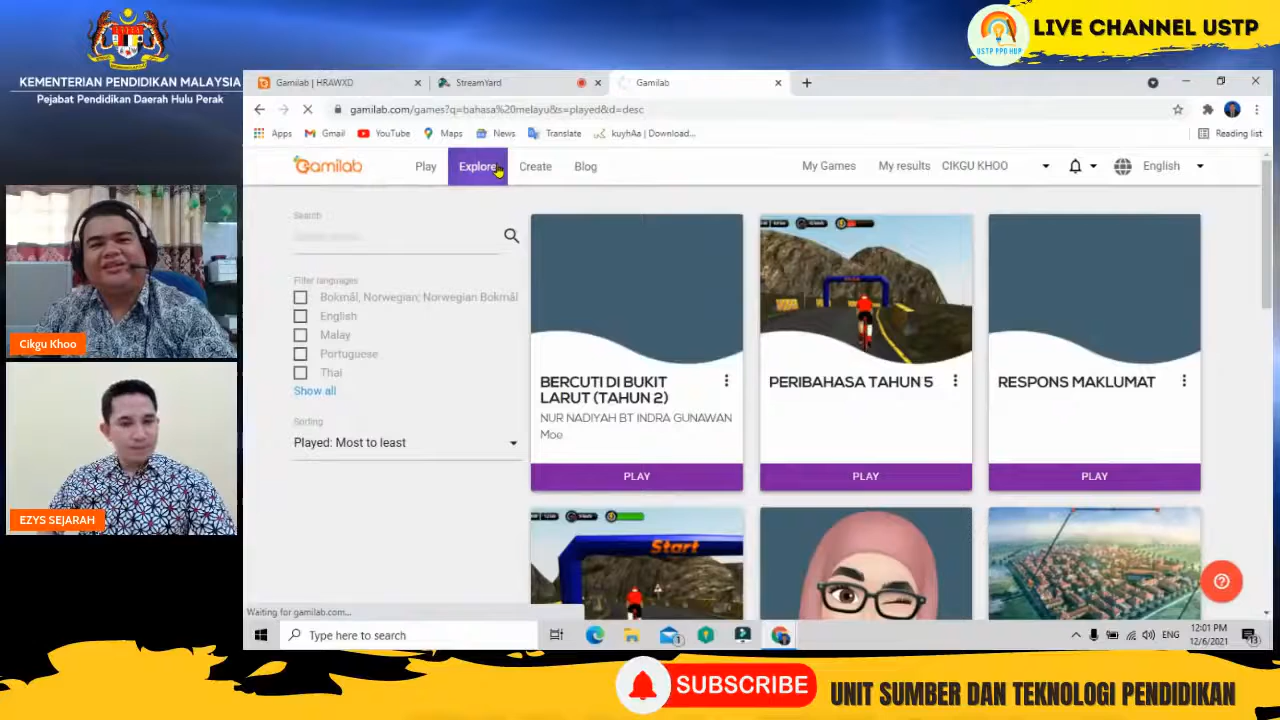 KEMENTERIAN PENDIDIKAN MALAYSIA
Pejabat Pendidikan Daerah Hulu Perak
USTP PPD HUP
LIVE CHANNEL USTP
Gamilab | HRAWXD
StreamYard
Gamilab
gamilab.com/games?q=bahasa%20melayu&s=played&d=desc
Apps
Gmail
YouTube
Maps
News
Translate
kuyhAa | Download...
Reading list
Gamilab
Play
Explore
Create
Blog
My Games
My results
CIKGU KHOO
English
Search
Filter languages
Bokmål, Norwegian; Norwegian Bokmål
English
Malay
Portuguese
Thai
Show all
Sorting
Played: Most to least
BERCUTI DI BUKIT
LARUT (TAHUN 2)
NUR NADIYAH BT INDRA GUNAWAN
Moe
PLAY
PERIBAHASA TAHUN 5
PLAY
RESPONS MAKLUMAT
PLAY
Start
Cikgu Khoo
EZYS SEJARAH
Waiting for gamilab.com...
Type here to search
ENG
12:01 PM
12/6/2021
SUBSCRIBE
UNIT SUMBER DAN TEKNOLOGI PENDIDIKAN